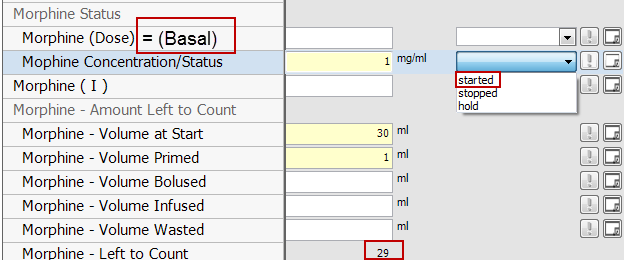 Morphine Status
Morphine (Dose) = (Basal)
Mophine Concentration/Status 1 mg/ml
started
Morphine ( I ) stopped
hold
Morphine - Amount Left to Count
Morphine - Volume at Start 30 ml
Morphine - Volume Primed 1 ml
Morphine - Volume Bolused ml
Morphine - Volume Infused ml
Morphine - Volume Wasted ml
Morphine - Left to Count 29